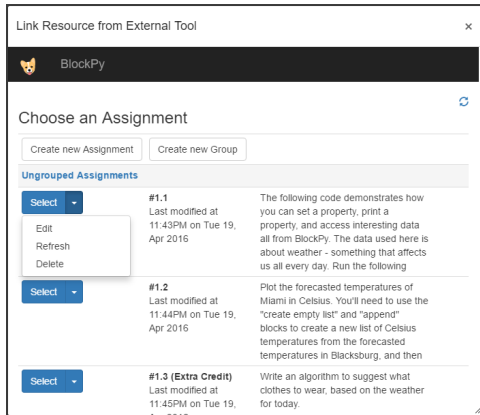 Link Resource from External Tool ×
BlockPy
Choose an Assignment
Create new Assignment Create new Group
Ungrouped Assignments
Select
Edit
Refresh
Delete
#1.1
Last modified at
11:43PM on Tue 19,
Apr 2016
The following code demonstrates how
you can set a property, print a
property, and access interesting data
all from BlockPy. The data used here is
about weather - something that affects
us all every day. Run the following
Select
#1.2
Last modified at
11:44PM on Tue 19,
Apr 2016
Plot the forecasted temperatures of
Miami in Celsius. You'll need to use the
"create empty list" and "append"
blocks to create a new list of Celsius
temperatures from the forecasted
temperatures in Blacksburg, and then
Select
#1.3 (Extra Credit)
Last modified at
11:45PM on Tue 19,
Write an algorithm to suggest what
clothes to wear, based on the weather
for today.